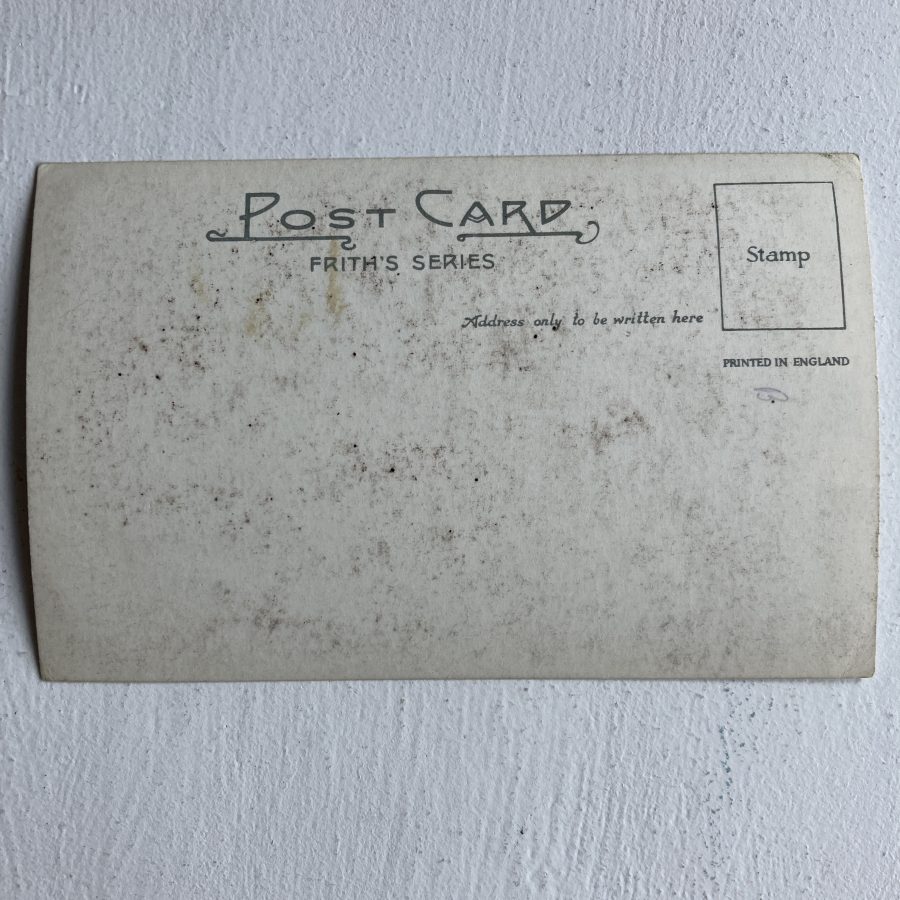 POST CARD
FRITH'S SERIES
Stamp
Address only to be written here
PRINTED IN ENGLAND